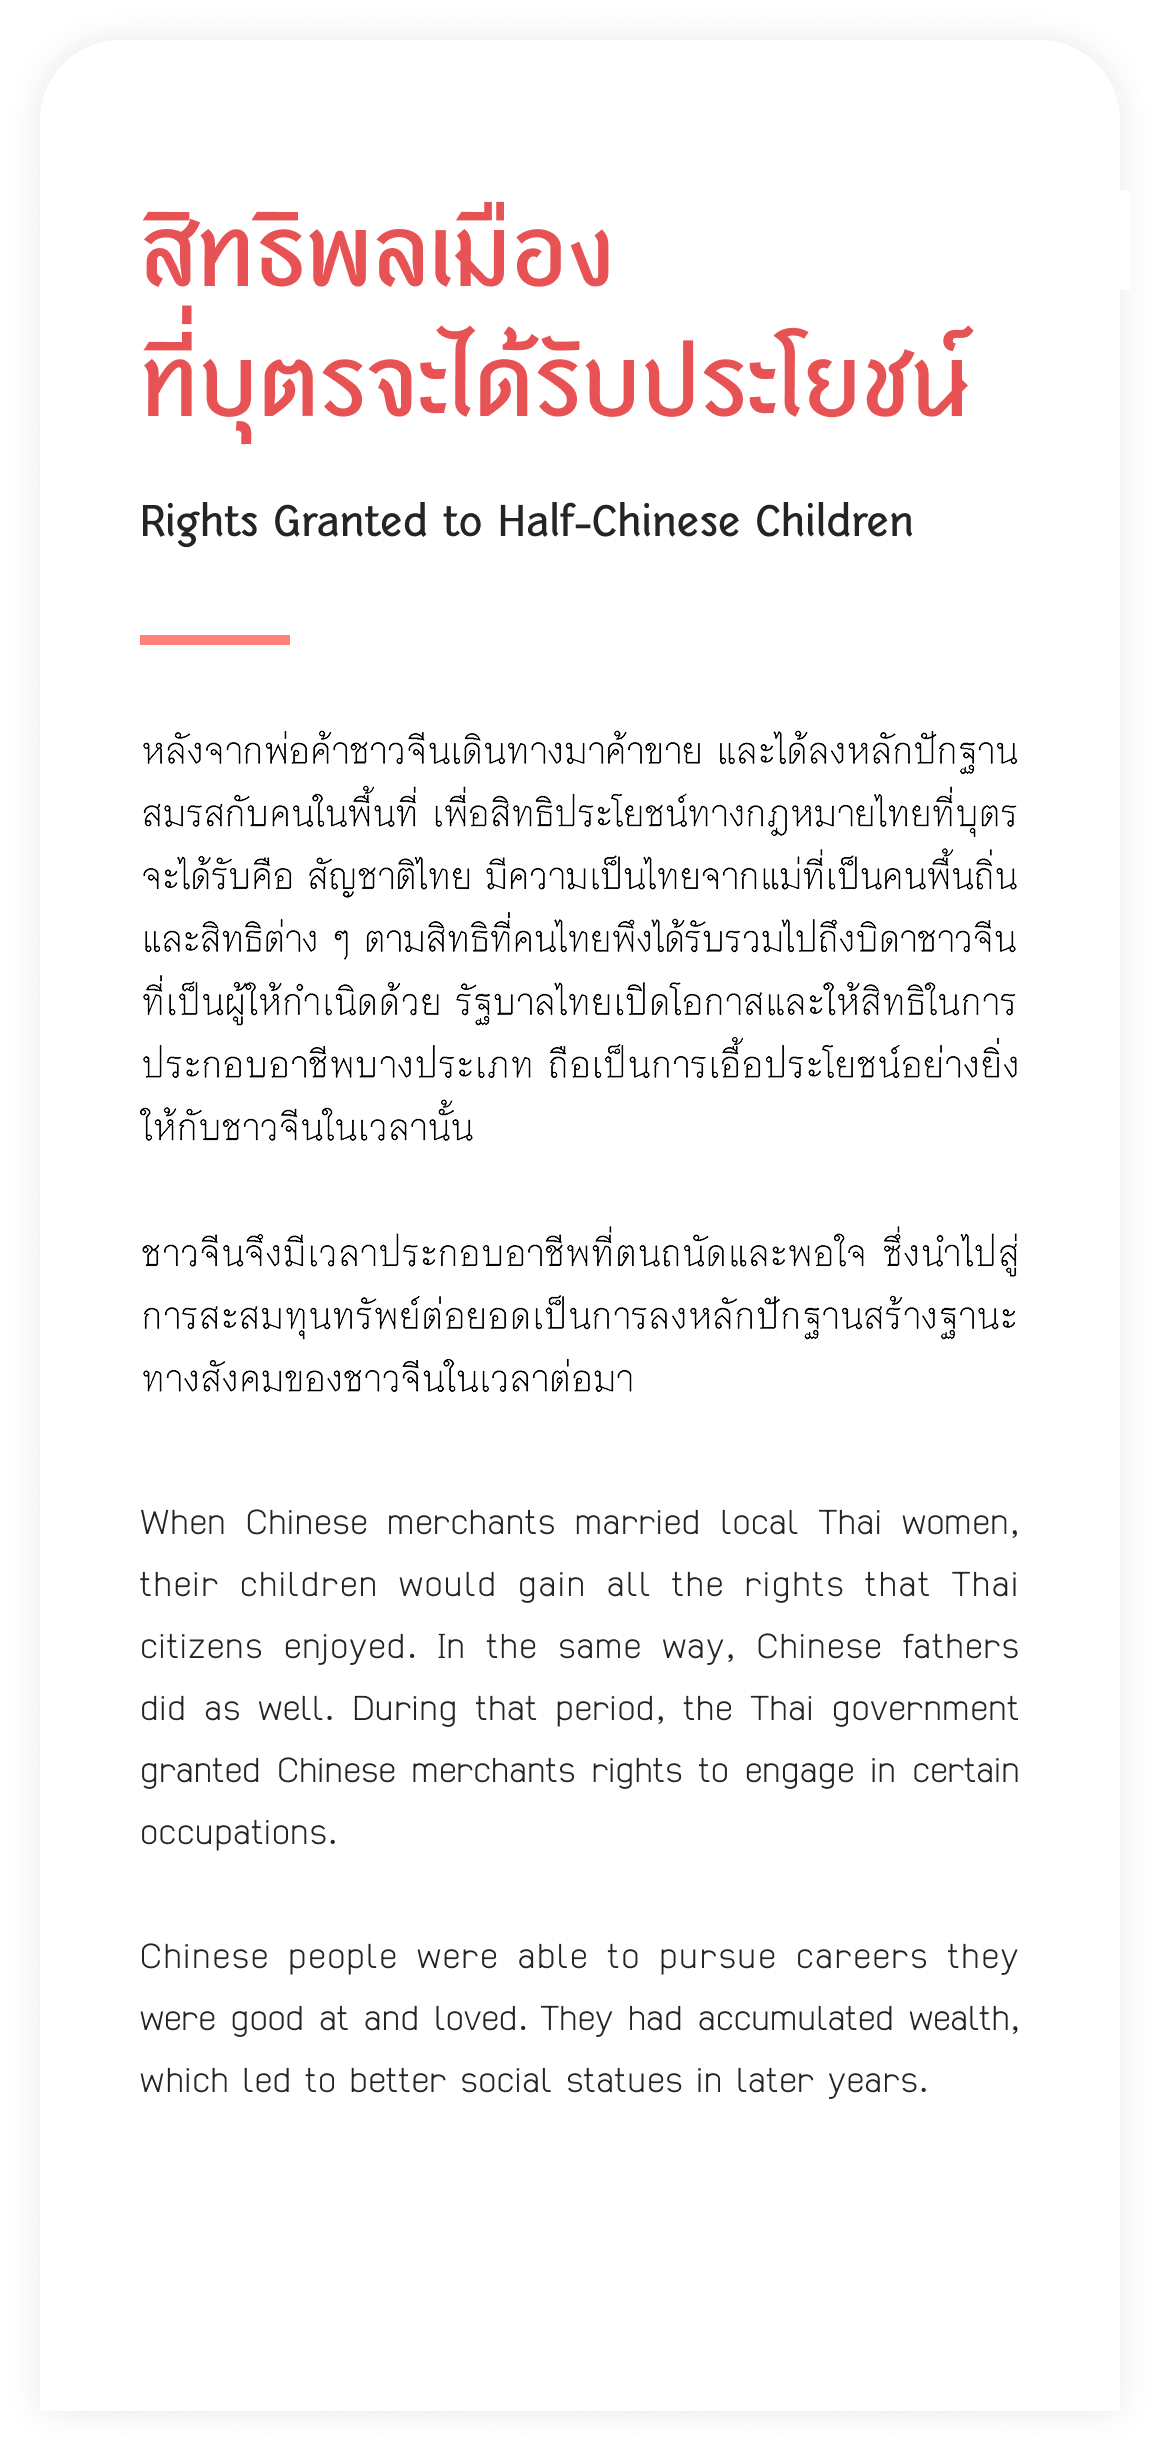 สิทธิพลเมือง
ที่บุตรจะได้รับประโยชน์
Rights Granted to Half-Chinese Children
หลังจากพ่อค้าชาวจีนเดินทางมาค้าขาย และได้ลงหลักปักฐาน
สมรสกับคนในพื้นที่ เพื่อสิทธิประโยชน์ทางกฎหมายไทยที่บุตร
จะได้รับคือ สัญชาติไทย มีความเป็นไทยจากแม่ที่เป็นคนพื้นถิ่น
และสิทธิต่าง ๆ ตามสิทธิที่คนไทยพึงได้รับรวมไปถึงบิดาชาวจีน
ที่เป็นผู้ให้กำเนิดด้วย รัฐบาลไทยเปิดโอกาสและให้สิทธิในการ
ประกอบอาชีพบางประเภท ถือเป็นการเอื้อประโยชน์อย่างยิ่ง
ให้กับชาวจีนในเวลานั้น
ชาวจีนจึงมีเวลาประกอบอาชีพที่ตนถนัดและพอใจ ซึ่งนำไปสู่
การสะสมทุนทรัพย์ต่อยอดเป็นการลงหลักปักฐานสร้างฐานะ
ทางสังคมของชาวจีนในเวลาต่อมา
When Chinese merchants married local Thai women,
their children would gain all the rights that Thai
citizens enjoyed. In the same way, Chinese fathers
did as well. During that period, the Thai government
granted Chinese merchants rights to engage in certain
occupations.
Chinese people were able to pursue careers they
were good at and loved. They had accumulated wealth,
which led to better social statues in later years.